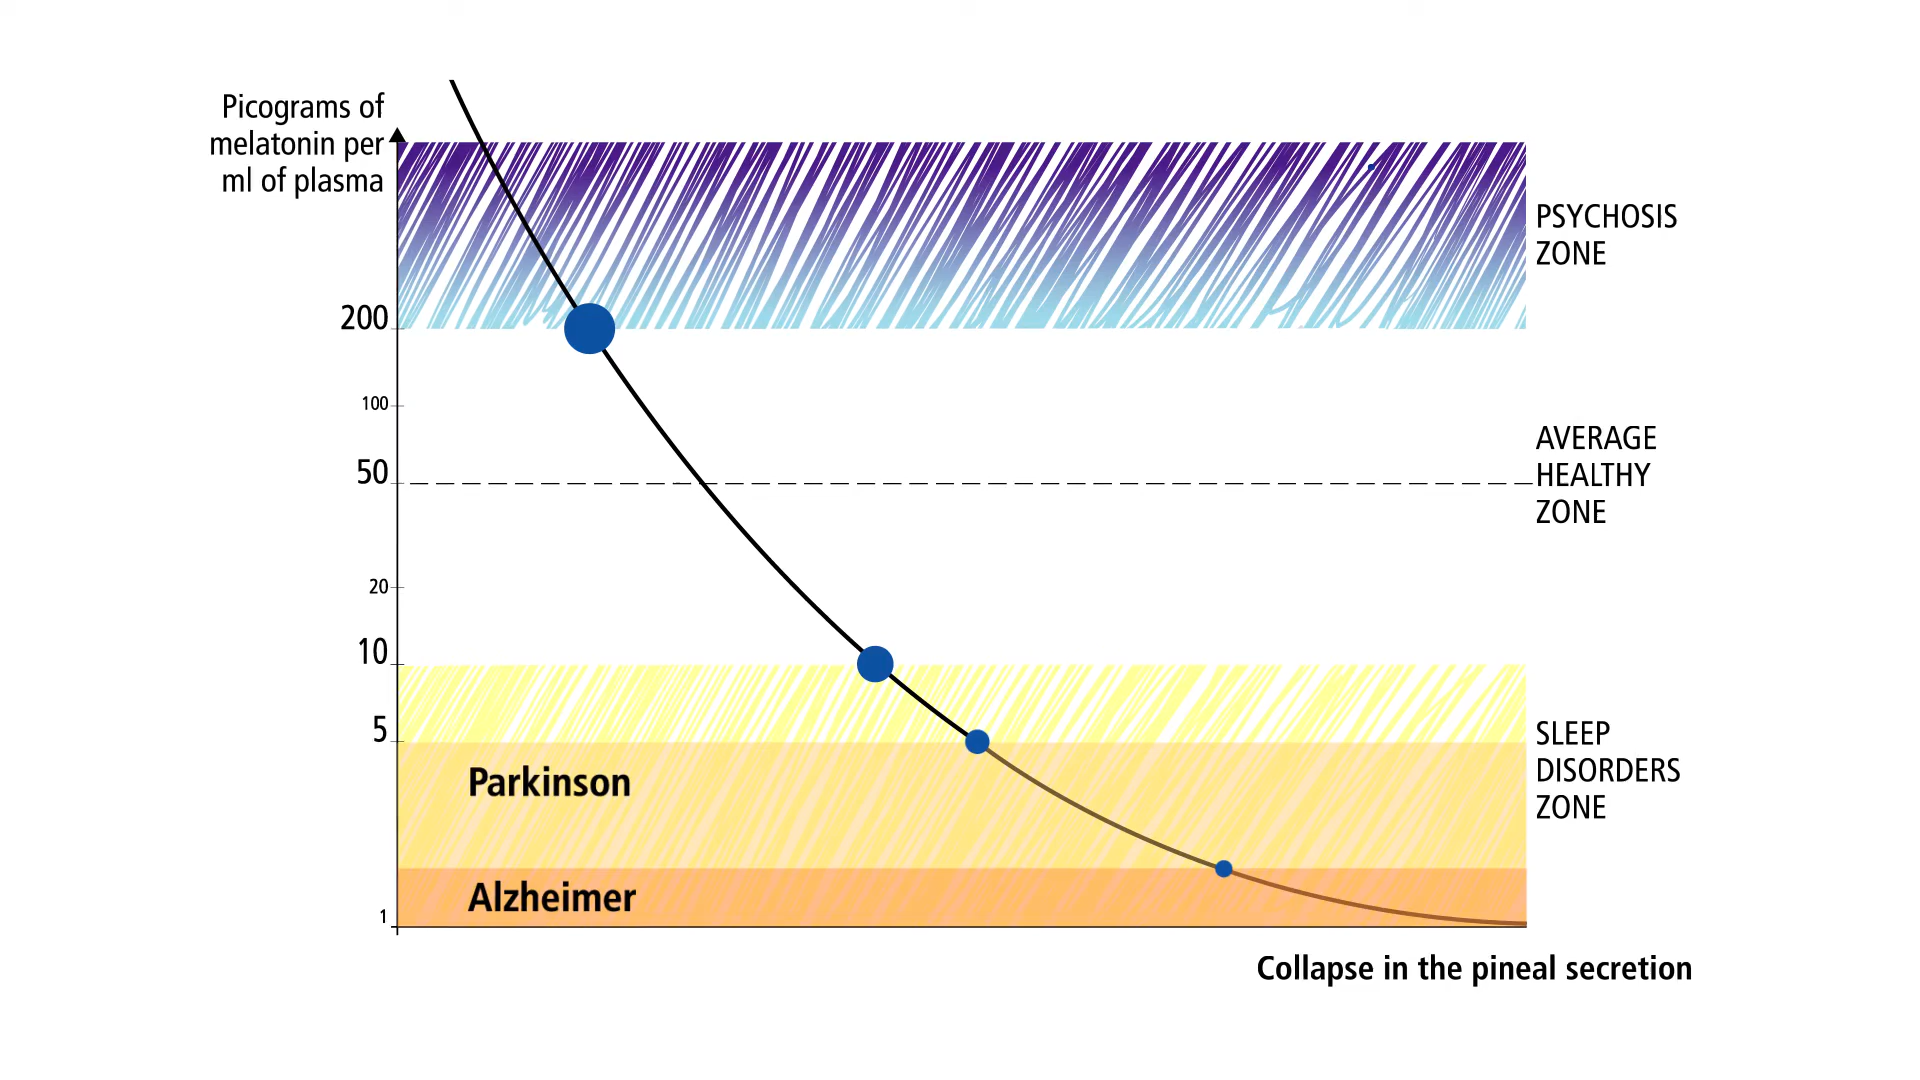 Picograms of
melatonin per
ml of plasma
PSYCHOSIS
ZONE
200
100
AVERAGE
50
HEALTHY
ZONE
20
10
5
SLEEP
DISORDERS
ZONE
Parkinson
Alzheimer
1
Collapse in the pineal secretion